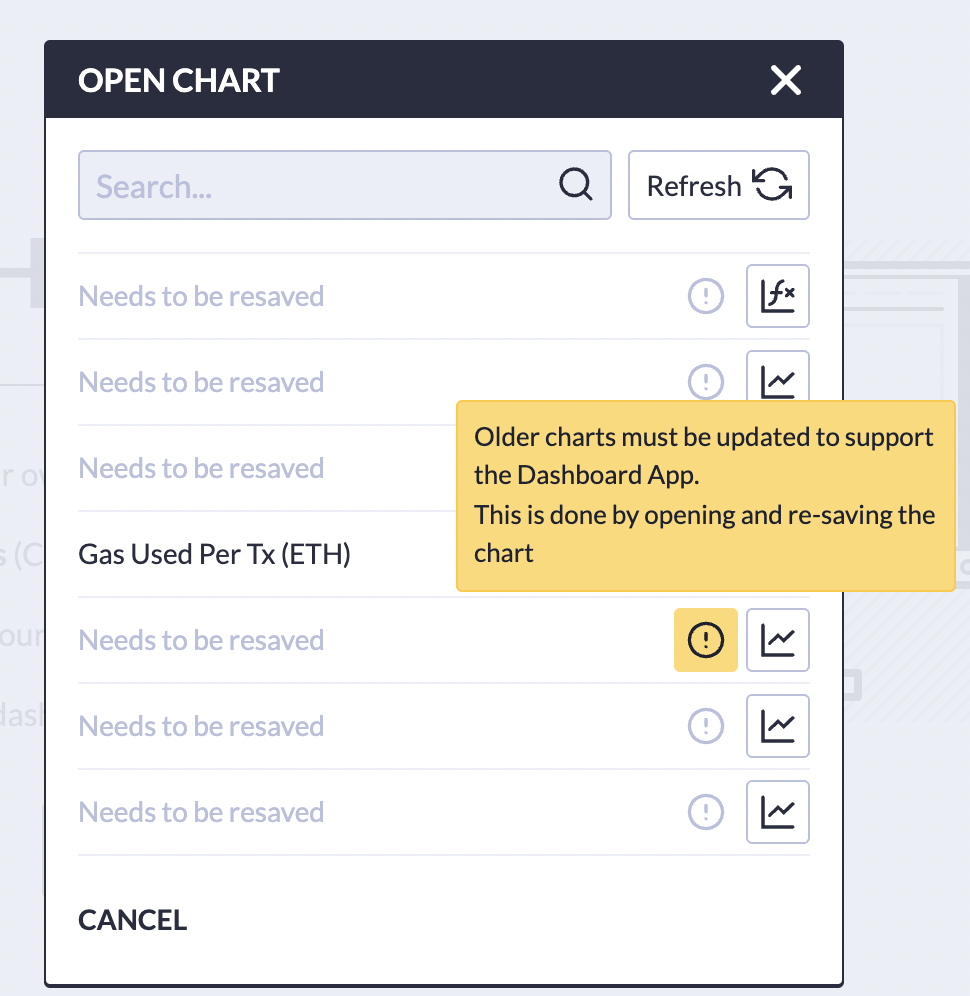 OPEN CHART
Search...
Refresh
Needs to be resaved
Needs to be resaved
Needs to be resaved
Older charts must be updated to support
the Dashboard App.
This is done by opening and re-saving the
chart
Gas Used Per Tx (ETH)
Needs to be resaved
Needs to be resaved
Needs to be resaved
CANCEL